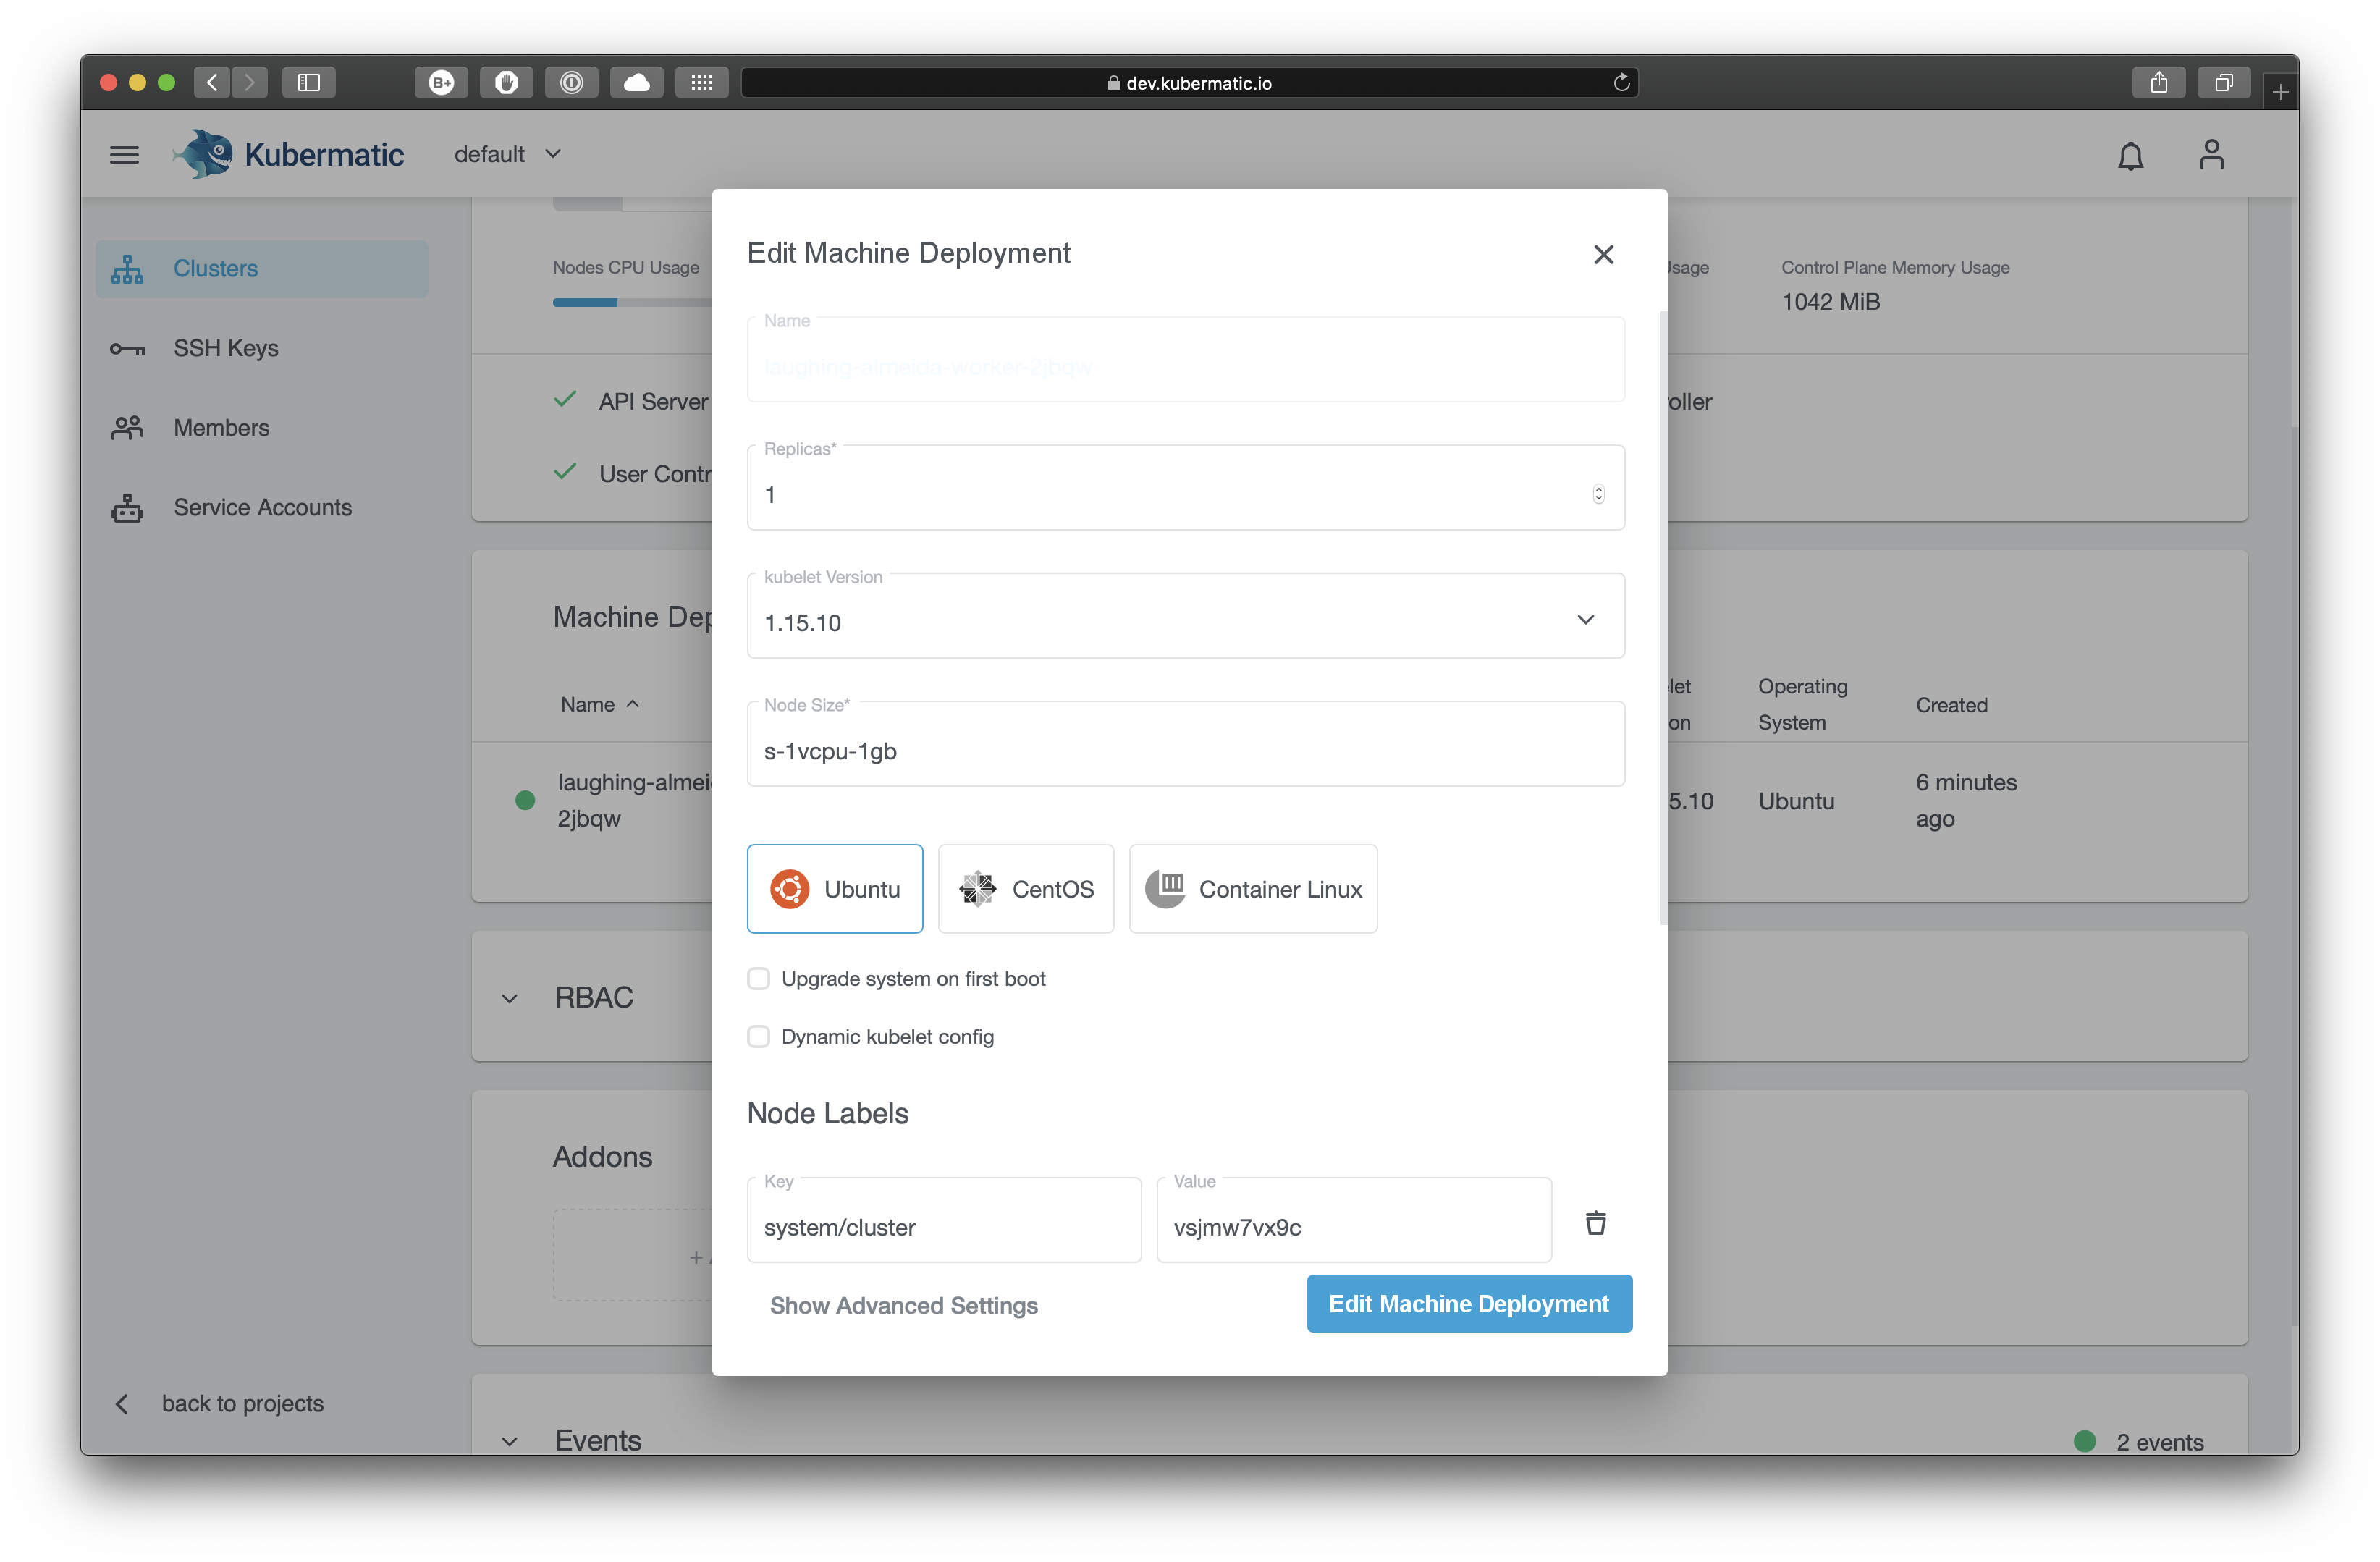 B+
dev.kubermatic.io
Kubermatic
default
Clusters
SSH Keys
Members
Service Accounts
back to projects
Nodes CPU Usage
Control Plane Memory Usage
1042 MiB
API Server
User Contr
Machine Dep
Name
laughing-almei
2jbqw
Operating
System
Created
5.10
Ubuntu
6 minutes
ago
RBAC
Addons
Events
2 events
Edit Machine Deployment
Name
laughing-almeida-worker-2jbqw
Replicas*
1
kubelet Version
1.15.10
Node Size*
s-1vcpu-1gb
Ubuntu
CentOS
Container Linux
Upgrade system on first boot
Dynamic kubelet config
Node Labels
Key
system/cluster
Value
vsjmw7vx9c
Show Advanced Settings
Edit Machine Deployment